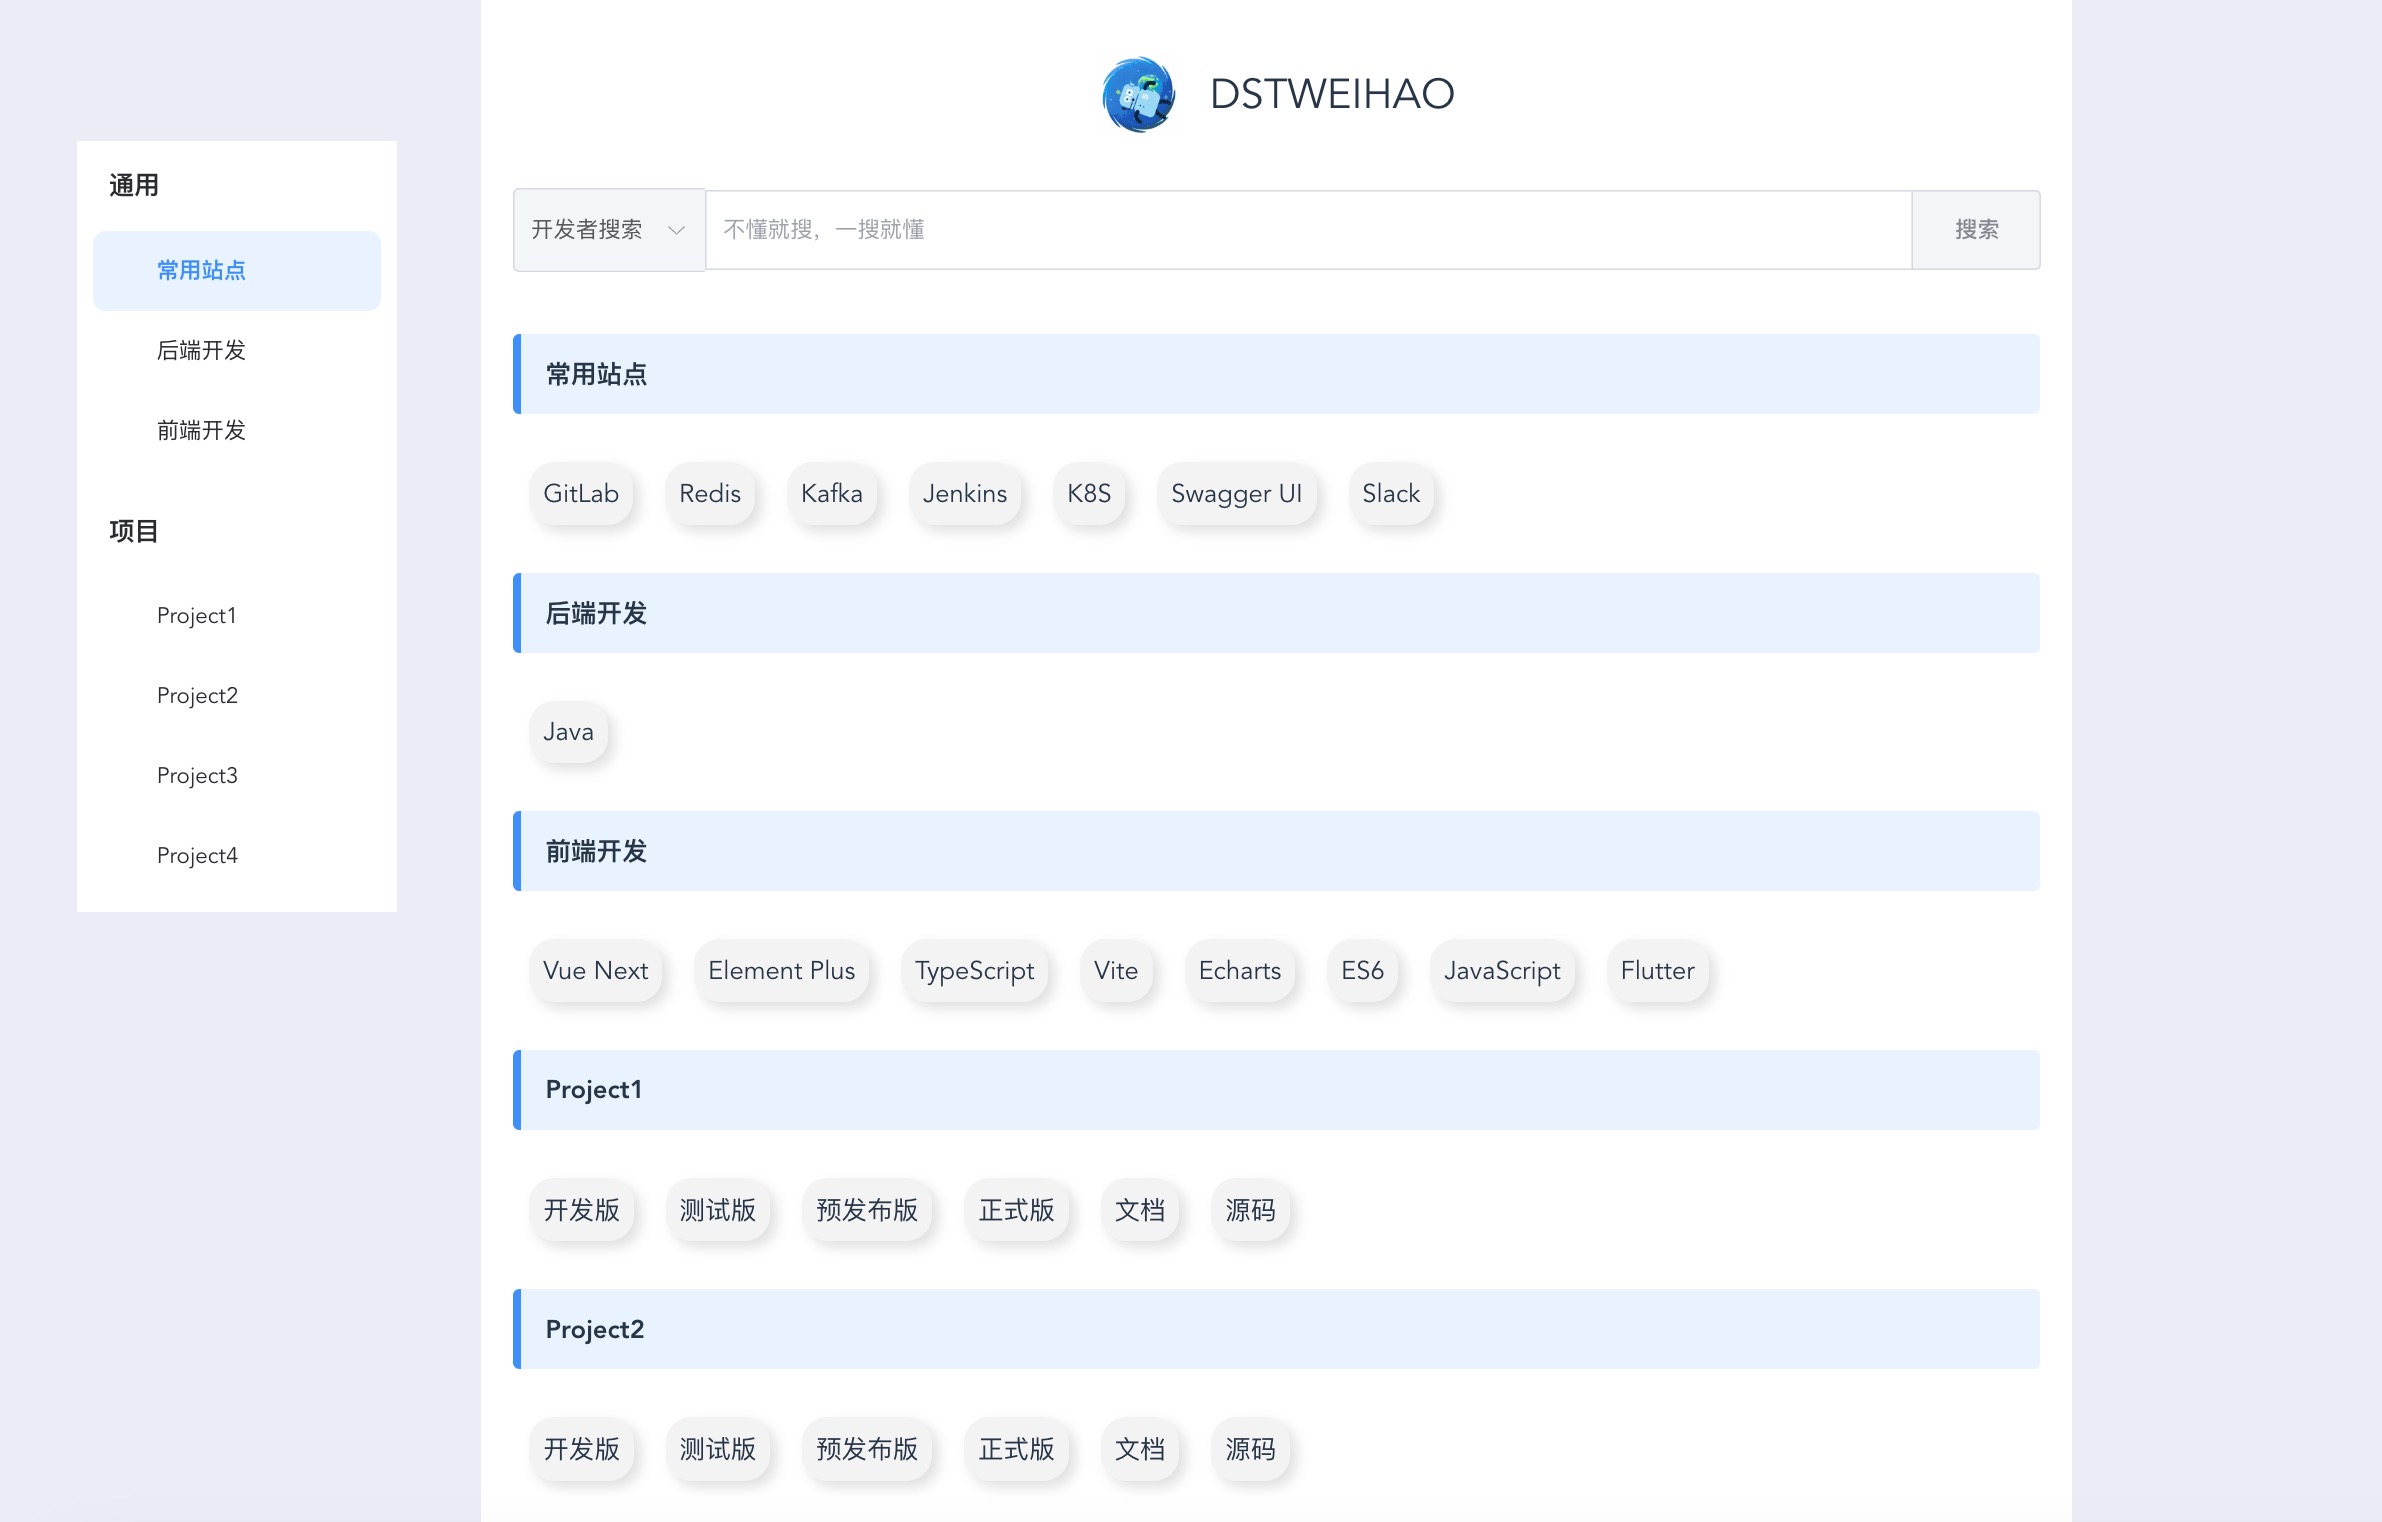 通用
常用站点
后端开发
前端开发
项目
Project1
Project2
Project3
Project4
DSTWEIHAO
开发者搜索 不懂就搜，一搜就懂 搜索
常用站点
GitLab Redis Kafka Jenkins K8S Swagger UI Slack
后端开发
Java
前端开发
Vue Next Element Plus TypeScript Vite Echarts ES6 JavaScript Flutter
Project1
开发版 测试版 预发布版 正式版 文档 源码
Project2
开发版 测试版 预发布版 正式版 文档 源码